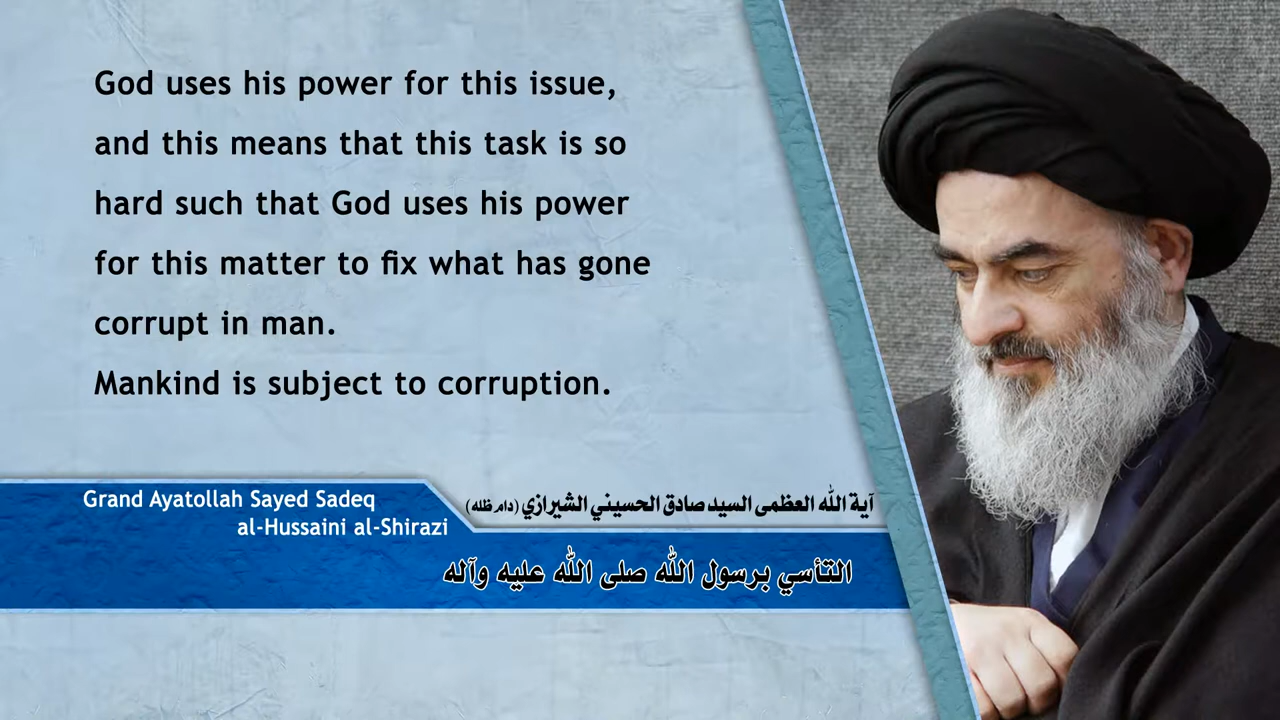 God uses his power for this issue,
and this means that this task is so
hard such that God uses his power
for this matter to fix what has gone
corrupt in man.
Mankind is subject to corruption.
Grand Ayatollah Sayed Sadeq
al-Hussaini al-Shirazi
آية الله العظمى السيد صادق الحسيني الشيرازي (دام ظله)
التأسي برسول الله صلى الله عليه وآله